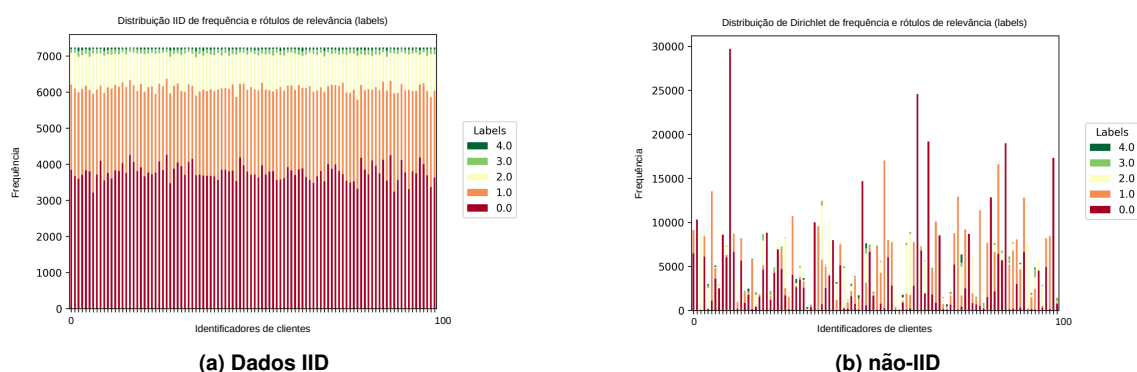 Distribuição IID de frequência e rótulos de relevância (labels)
7000
6000
5000
4000
3000
2000
1000
0
Frequência
0
100
Identificadores de clientes
Labels
4.0
3.0
2.0
1.0
0.0
(a) Dados IID
Distribuição de Dirichlet de frequência e rótulos de relevância (labels)
30000
25000
20000
15000
10000
5000
0
Frequência
0
100
Identificadores de clientes
Labels
4.0
3.0
2.0
1.0
0.0
(b) não-IID